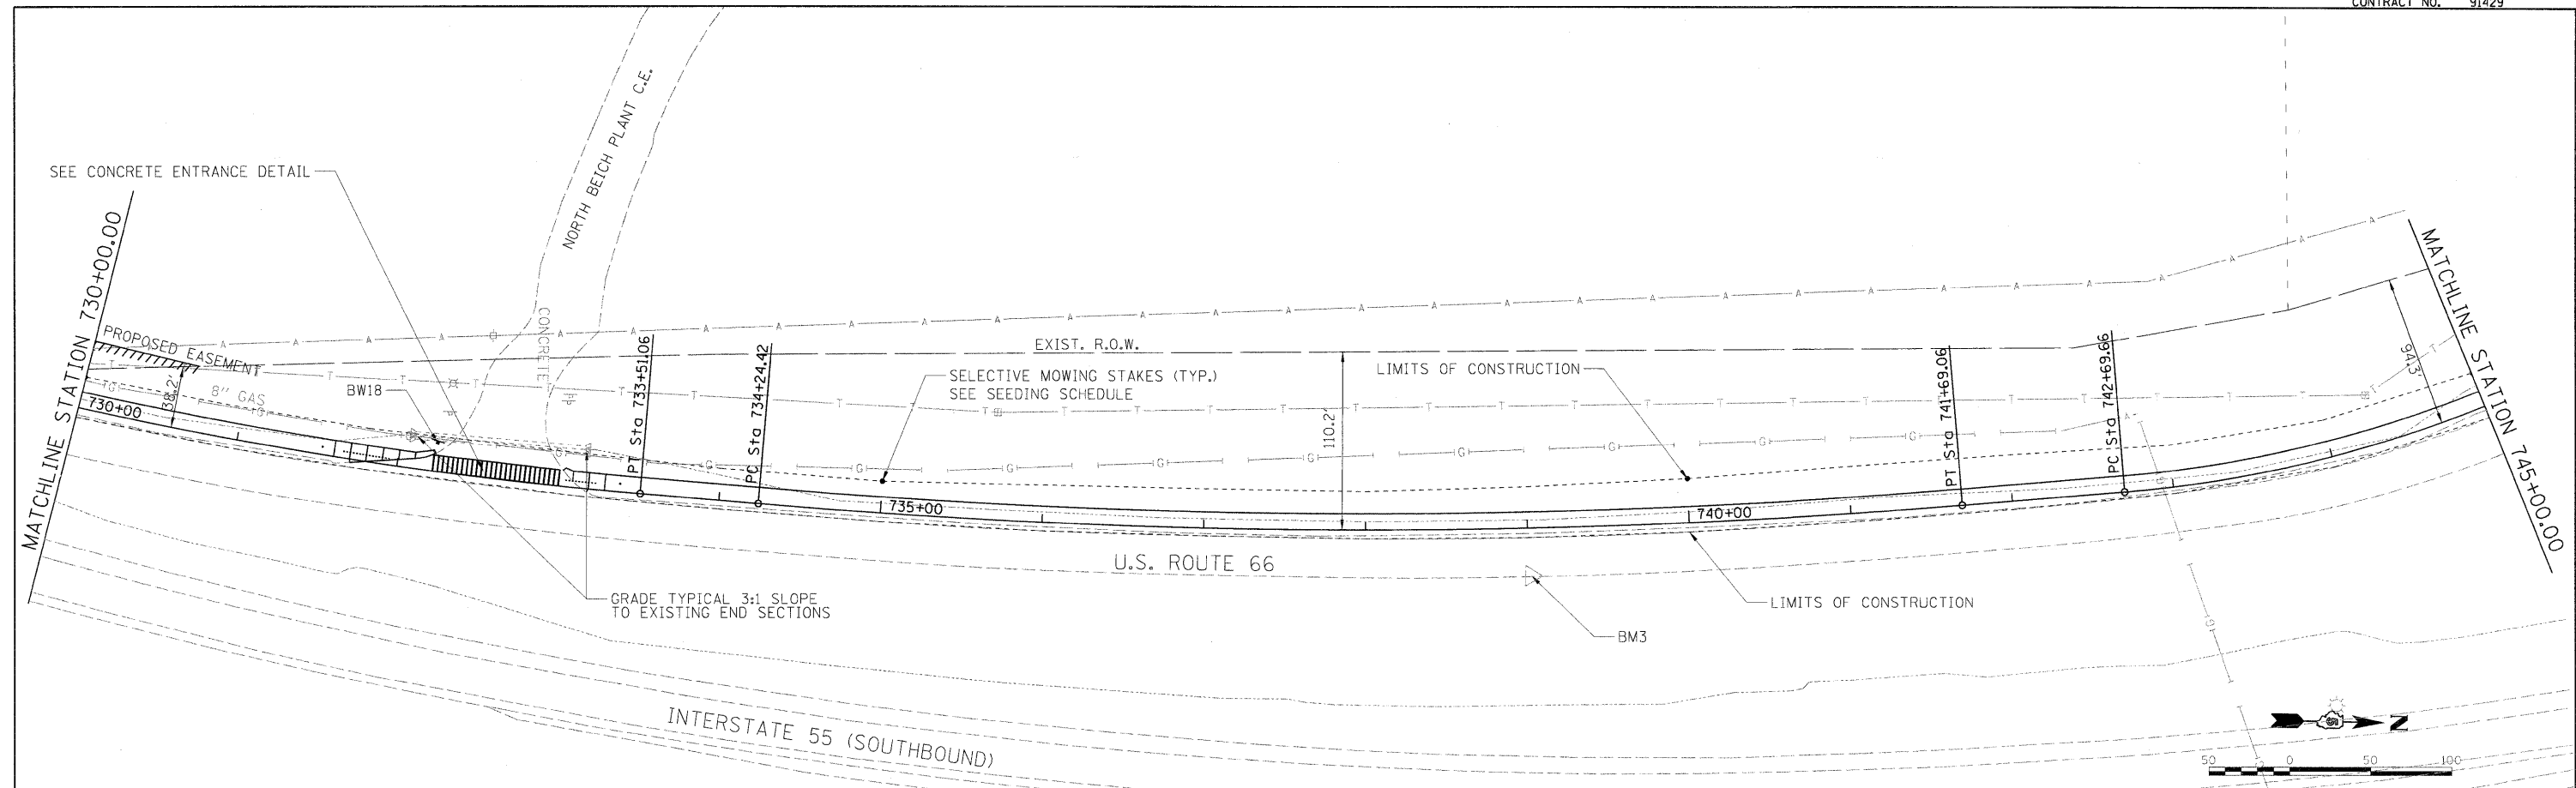 CONTRACT NO. 91429
NORTH BEICH PLANT C.E.
SEE CONCRETE ENTRANCE DETAIL
MATCHLINE STATION 730+00.00
PROPOSED EASEMENT
CONCRETE
EXIST. R.O.W.
8" GAS
38.2'
BW18
730+00
PT Sta 733+51.06
PC Sta 734+24.42
SELECTIVE MOWING STAKES (TYP.)
SEE SEEDING SCHEDULE
LIMITS OF CONSTRUCTION
110.2'
PT Sta 741+69.06
PC Sta 742+69.66
94.3'
MATCHLINE STATION 745+00.00
735+00
740+00
U.S. ROUTE 66
GRADE TYPICAL 3:1 SLOPE
TO EXISTING END SECTIONS
LIMITS OF CONSTRUCTION
BM3
INTERSTATE 55 (SOUTHBOUND)
N
50 0 50 100